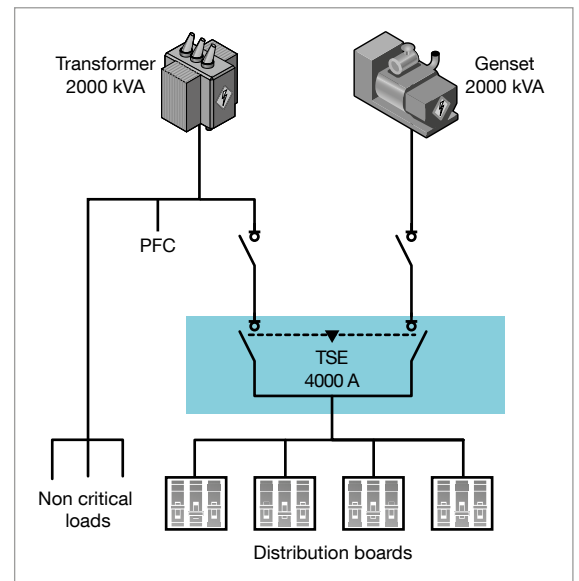 Transformer
2000 kVA
Genset
2000 kVA
PFC
TSE
4000 A
Non critical
loads
Distribution boards